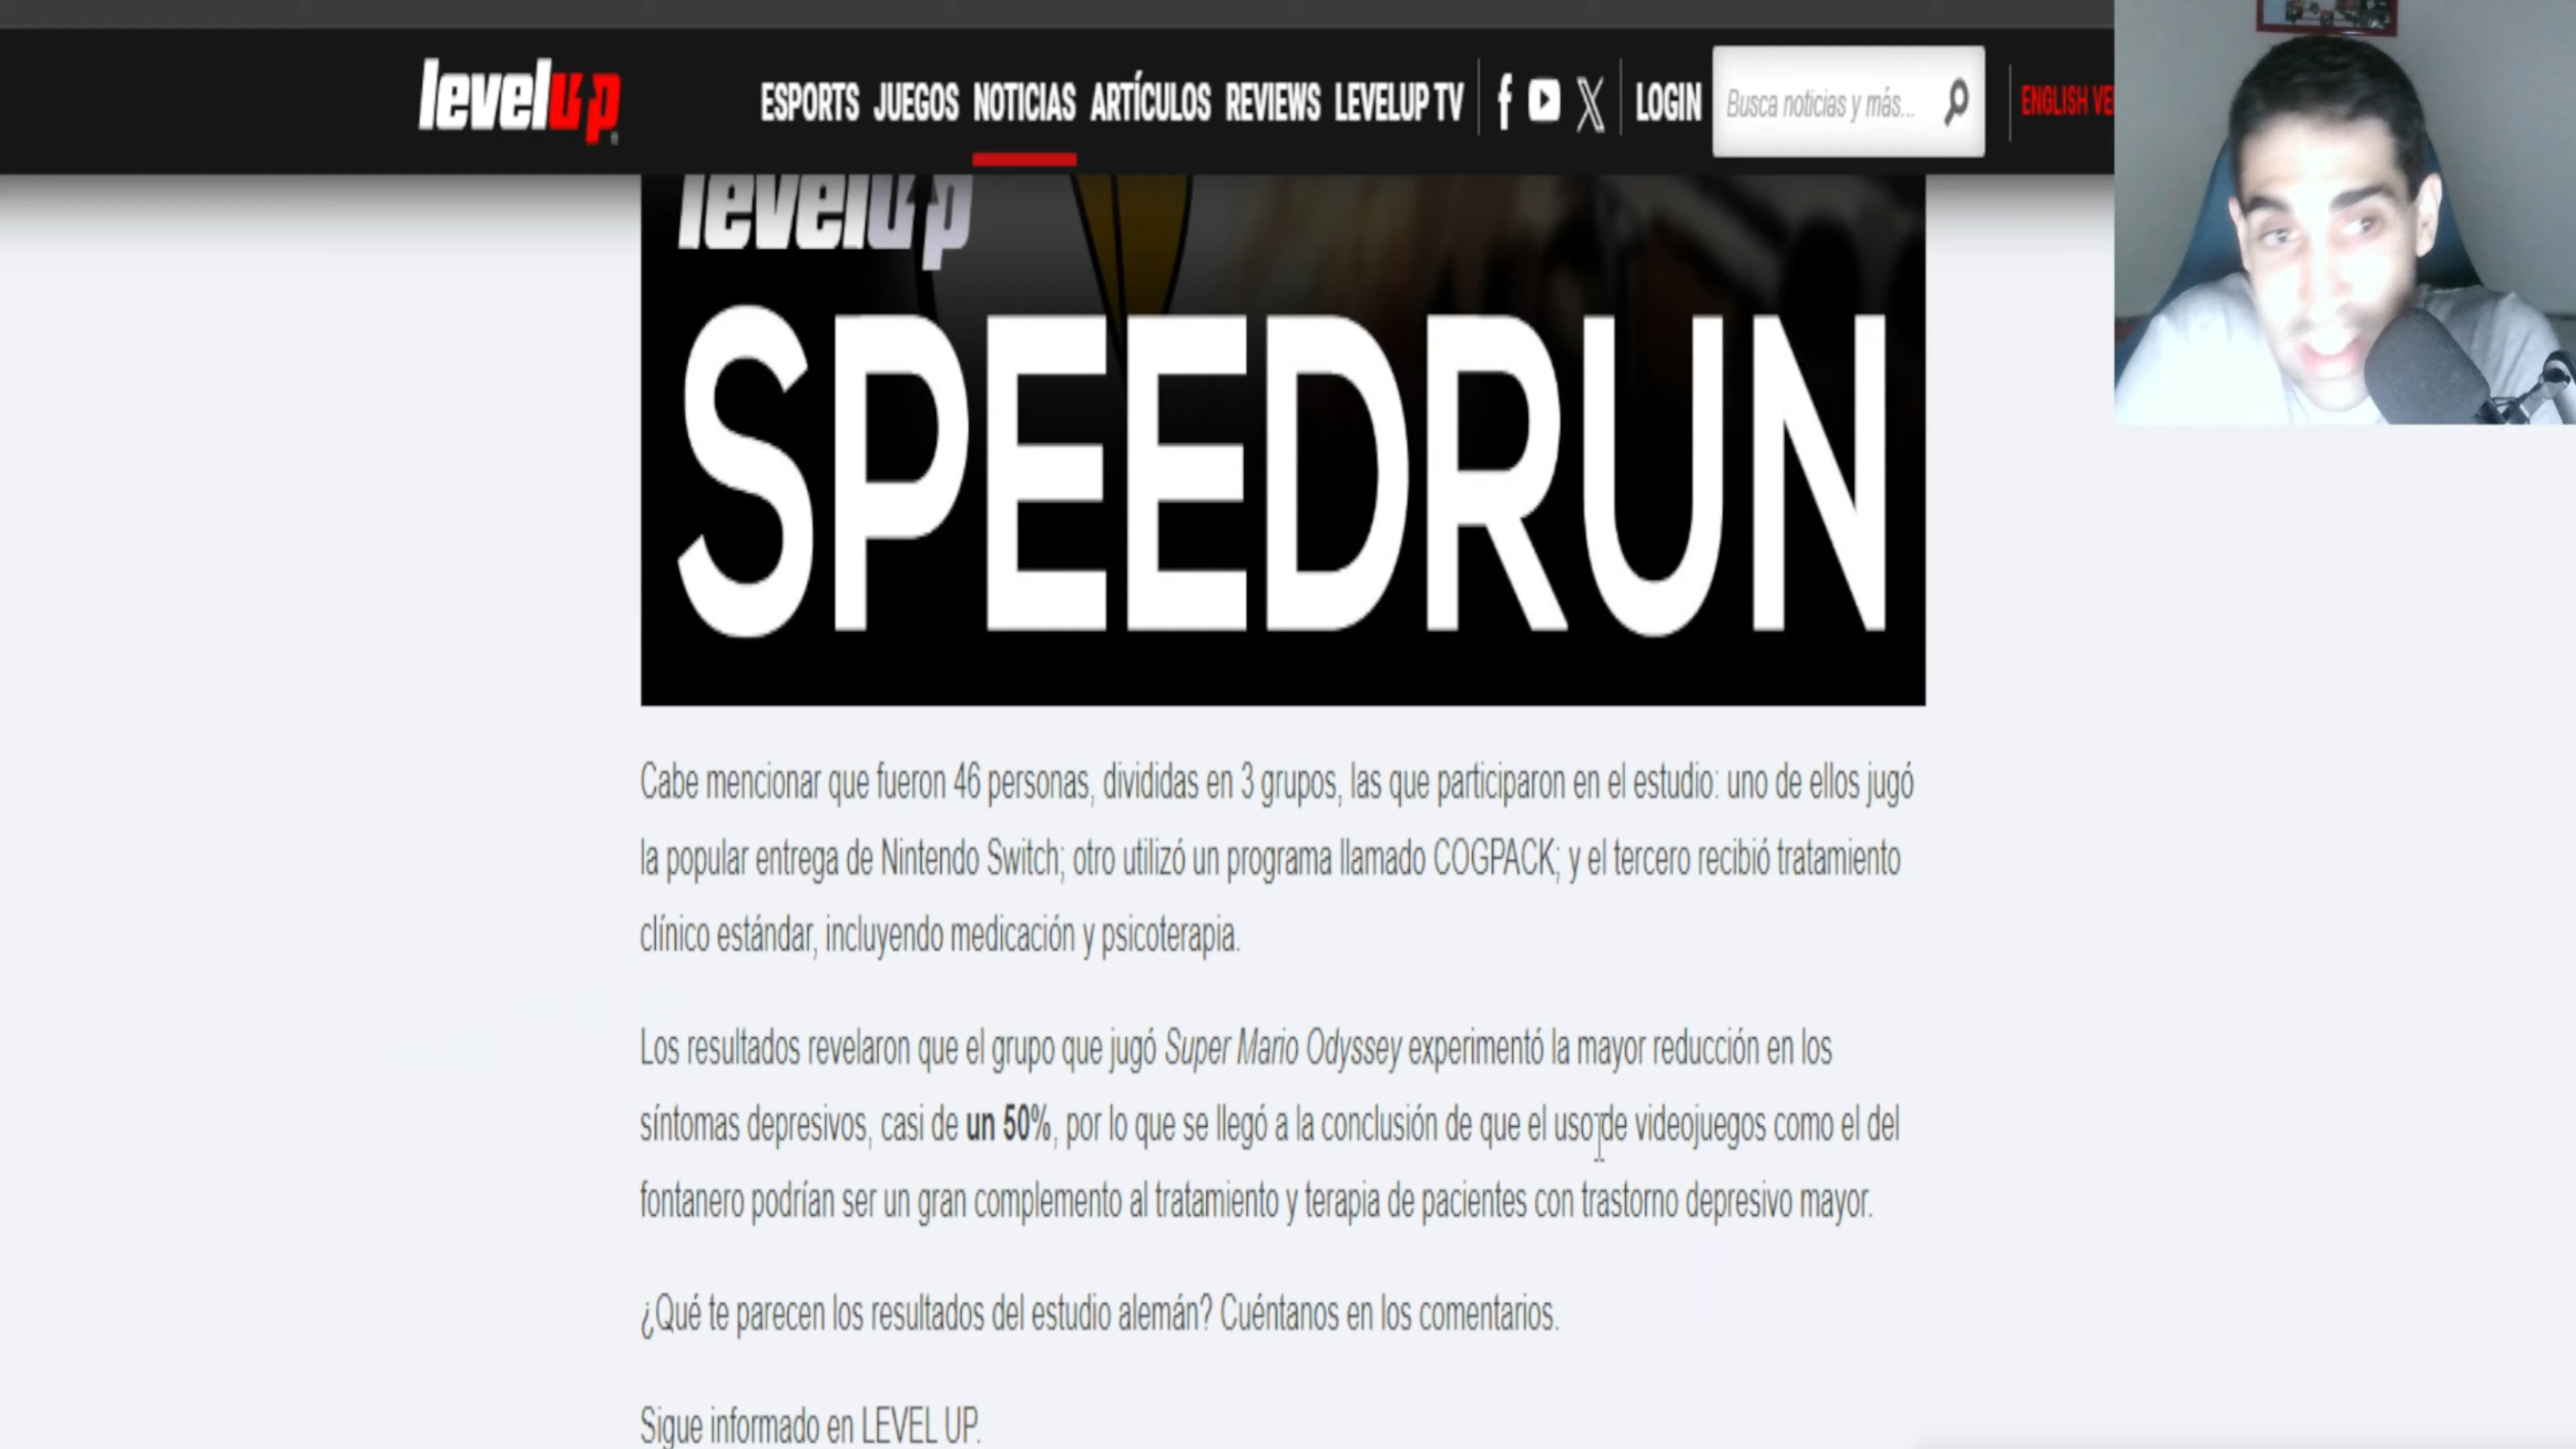 levelup
ESPORTS JUEGOS NOTICIAS ARTÍCULOS REVIEWS LEVELUP TV LOGIN Busca noticias y más... ENGLISH VE
levelup
SPEEDRUN
Cabe mencionar que fueron 46 personas, divididas en 3 grupos, las que participaron en el estudio: uno de ellos jugó
la popular entrega de Nintendo Switch; otro utilizó un programa llamado COGPACK; y el tercero recibió tratamiento
clínico estándar, incluyendo medicación y psicoterapia.
Los resultados revelaron que el grupo que jugó Super Mario Odyssey experimentó la mayor reducción en los
síntomas depresivos, casi de un 50%, por lo que se llegó a la conclusión de que el uso de videojuegos como el del
fontanero podrían ser un gran complemento al tratamiento y terapia de pacientes con trastorno depresivo mayor.
¿Qué te parecen los resultados del estudio alemán? Cuéntanos en los comentarios.
Sigue informado en LEVEL UP.